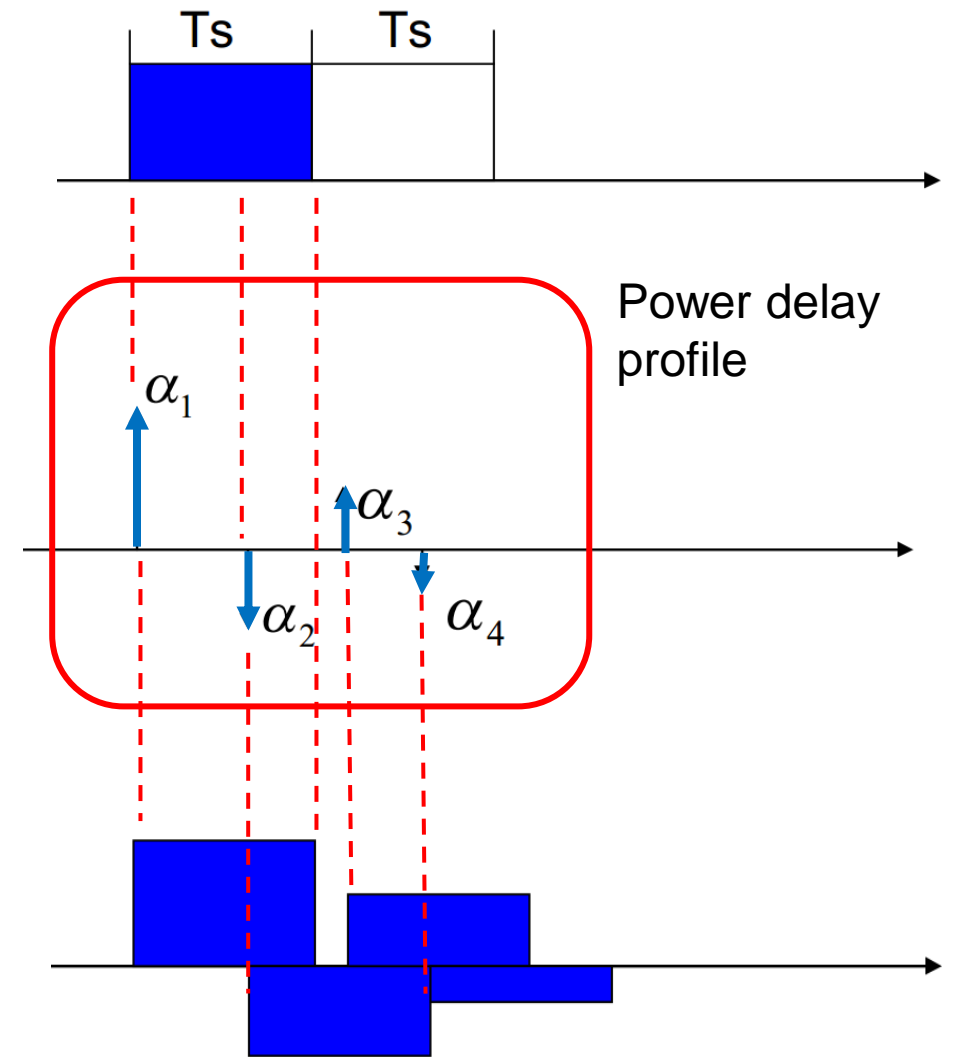 Ts Ts
Power delay
profile
α₁
α₃
α₂
α₄